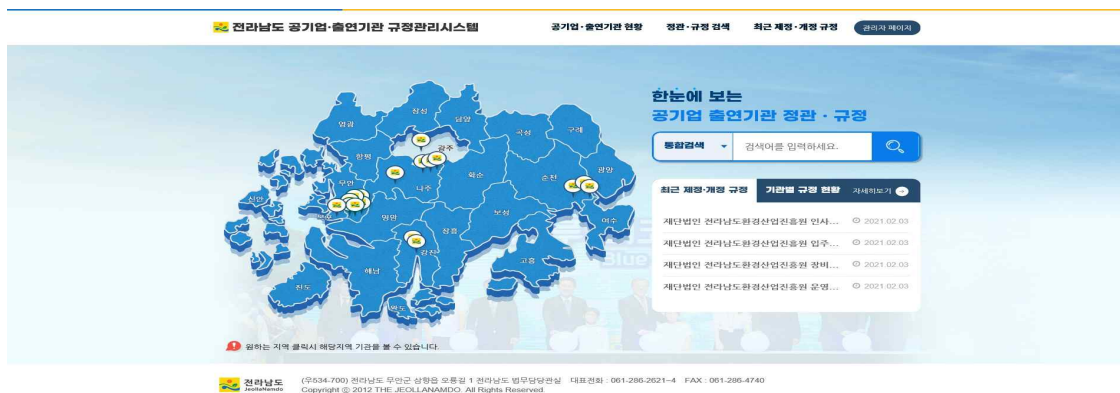 전라남도 공기업·출연기관 규정관리시스템
공기업·출연기관 현황
정관·규정 검색
최근 제정·개정 규정
관리자 페이지
한눈에 보는
공기업 출연기관 정관 · 규정
통합검색
검색어를 입력하세요.
최근 제정·개정 규정
기관별 규정 현황
자세히보기
재단법인 전라남도환경산업진흥원 인사... 2021.02.03
재단법인 전라남도환경산업진흥원 입주... 2021.02.03
재단법인 전라남도환경산업진흥원 장비... 2021.02.03
재단법인 전라남도환경산업진흥원 운영... 2021.02.03
장성
담양
영광
곡성
구례
함평
광주
광양
무안
나주
화순
순천
신안
영암
보성
여수
장흥
강진
고흥
해남
진도
완도
Blue
원하는 지역 클릭시 해당지역 기관을 볼 수 있습니다.
전라남도
JeollaNamdo
(우534-700) 전라남도 무안군 삼향읍 오룡길 1 전라남도 법무담당관실 대표전화 : 061-286-2621~4 FAX : 061-286-4740
Copyright ⓒ 2012 THE JEOLLANAMDO. All Rights Reserved